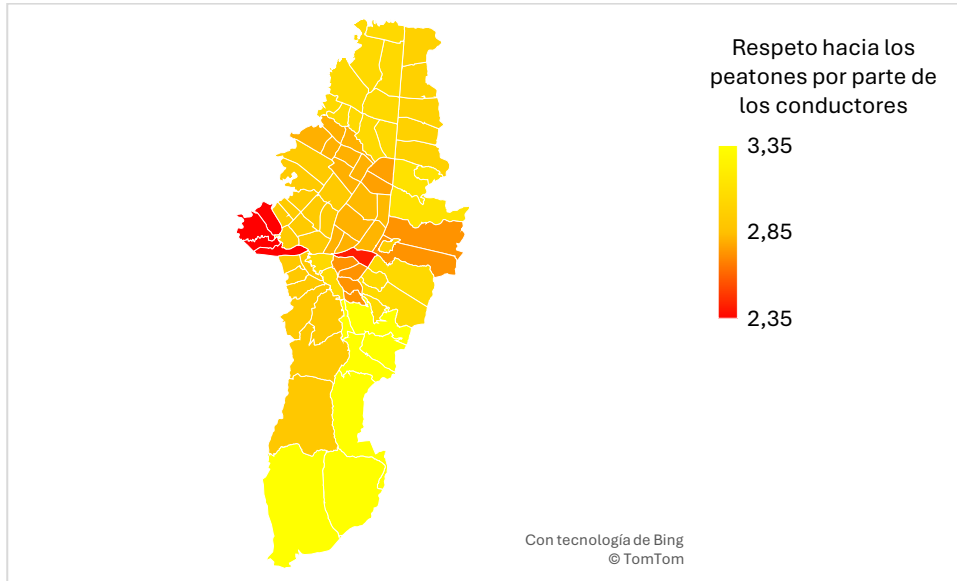 Respeto hacia los
peatones por parte de
los conductores
3,35
2,85
2,35
Con tecnología de Bing
© TomTom